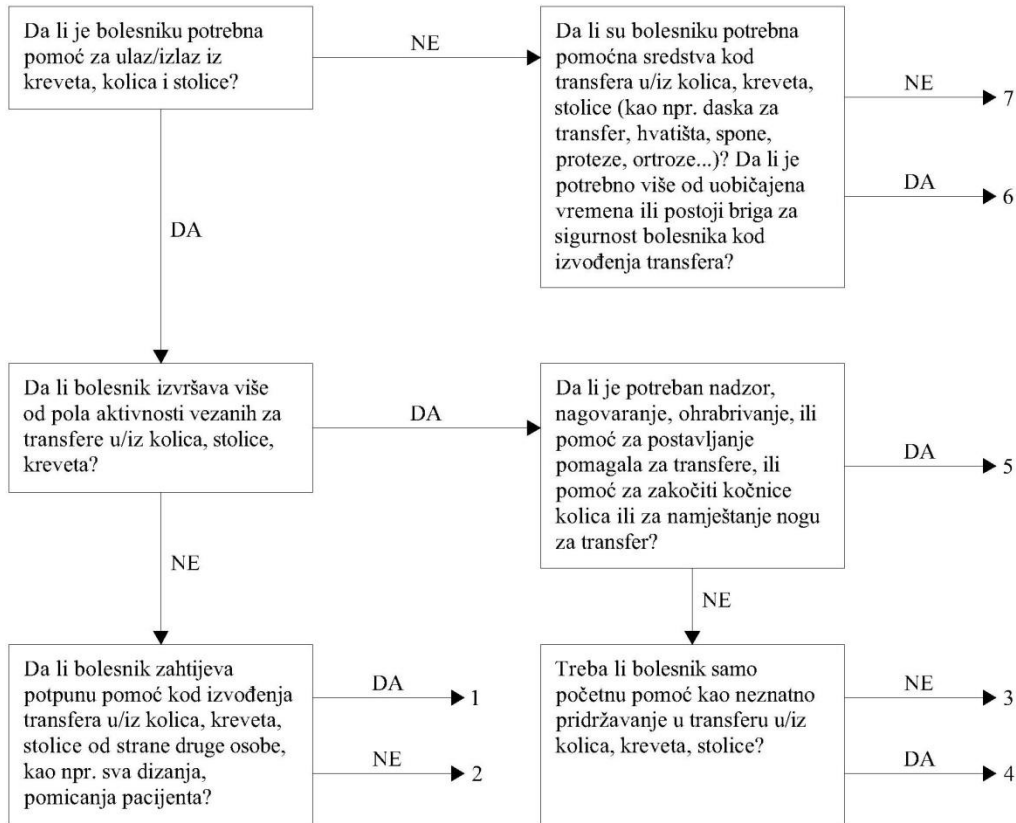 Da li je bolesniku potrebna
pomoć za ulaz/izlaz iz
kreveta, kolica i stolice?
NE
Da li su bolesniku potrebna
pomoćna sredstva kod
transfera u/iz kolica, kreveta,
stolice (kao npr. daska za
transfer, hvatišta, spone,
proteze, ortroze...)? Da li je
potrebno više od uobičajena
vremena ili postoji briga za
sigurnost bolesnika kod
izvođenja transfera?
NE
7
DA
6
DA
Da li bolesnik izvršava više
od pola aktivnosti vezanih za
transfere u/iz kolica, stolice,
kreveta?
DA
Da li je potreban nadzor,
nagovaranje, ohrabrivanje, ili
pomoć za postavljanje
pomagala za transfere, ili
pomoć za zakočiti kočnice
kolica ili za namještanje nogu
za transfer?
DA
5
NE
NE
Da li bolesnik zahtijeva
potpunu pomoć kod izvođenja
transfera u/iz kolica, kreveta,
stolice od strane druge osobe,
kao npr. sva dizanja,
pomicanja pacijenta?
DA
1
NE
2
Treba li bolesnik samo
početnu pomoć kao neznatno
pridržavanje u transferu u/iz
kolica, kreveta, stolice?
NE
3
DA
4